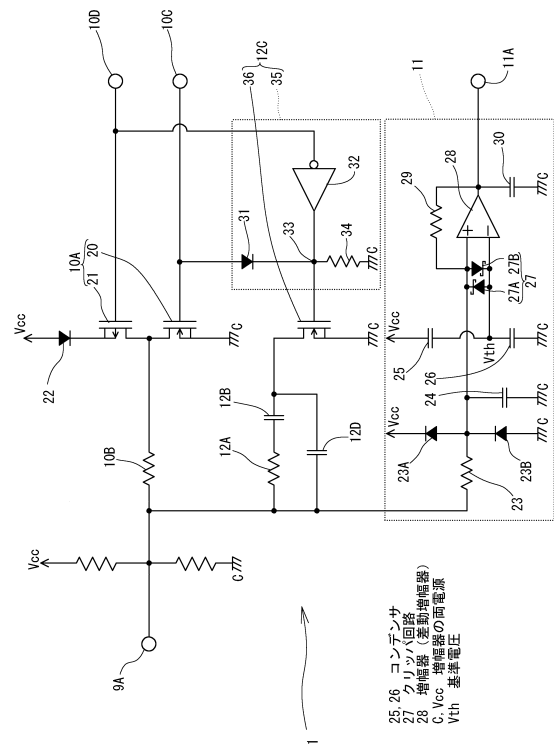 10D
10C
12C
36
35
10A
21
20
Vcc
22
31
32
33
34
C
C
C
10B
12B
12A
12D
Vcc
C
9A
1
11
11A
29
28
30
C
27A
27B
27
Vcc
25
Vth
26
C
24
C
Vcc
23A
23B
C
23
+
−
25,26 コンデンサ
27 クリッパ回路
28 増幅器（差動増幅器）
C,Vcc 増幅器の両電源
Vth 基準電圧